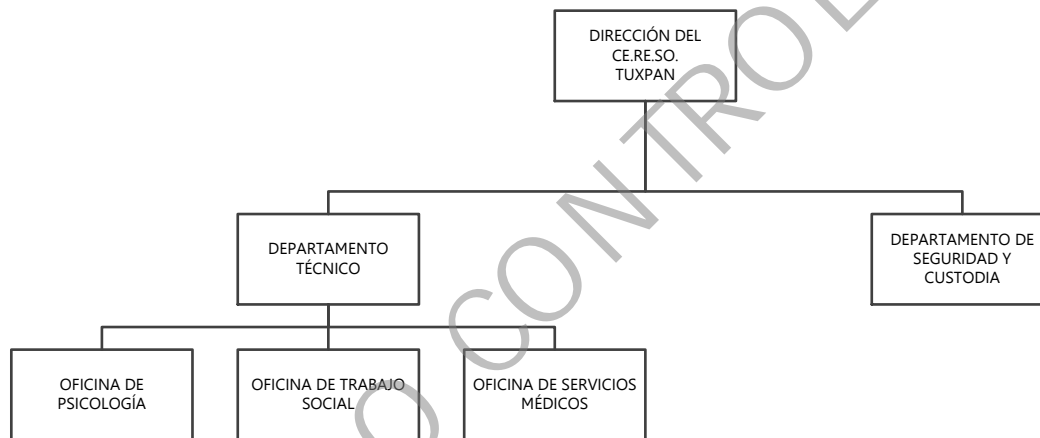 DIRECCIÓN DEL
CE.RE.SO.
TUXPAN
DEPARTAMENTO
TÉCNICO
DEPARTAMENTO DE
SEGURIDAD Y
CUSTODIA
OFICINA DE
PSICOLOGÍA
OFICINA DE TRABAJO
SOCIAL
OFICINA DE SERVICIOS
MÉDICOS